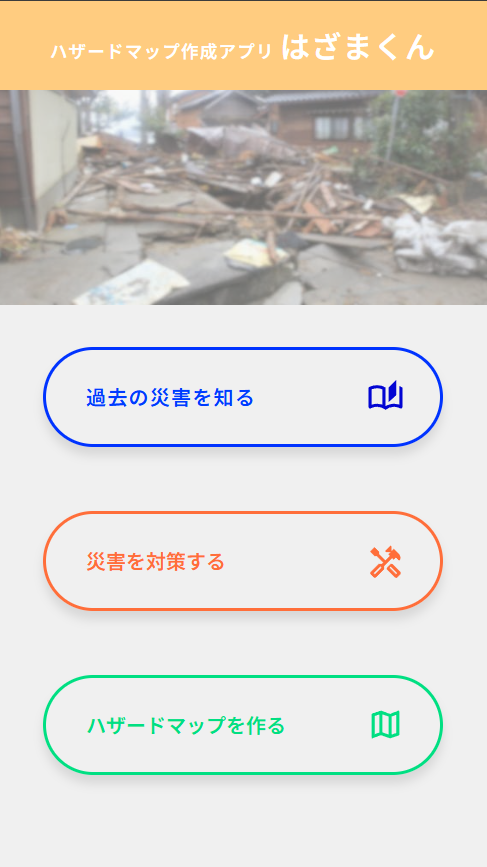 ハザードマップ作成アプリ はざまくん
過去の災害を知る
災害を対策する
ハザードマップを作る